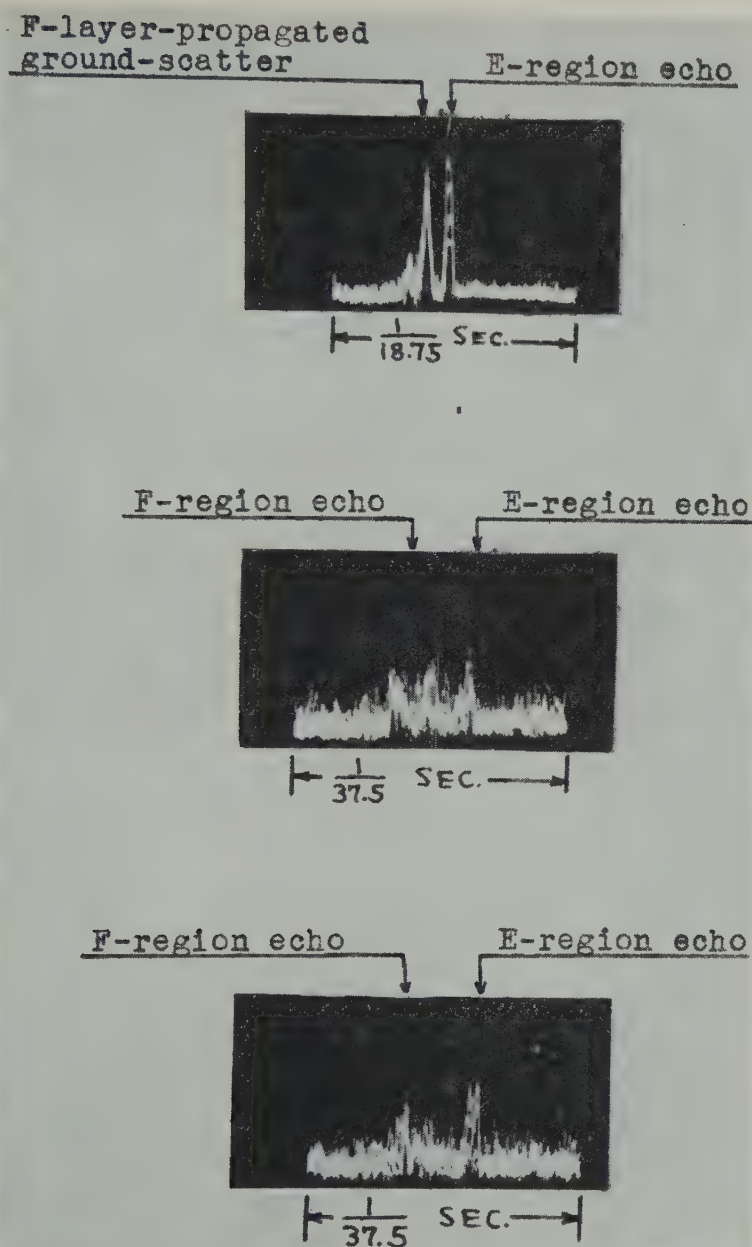 F-layer-propagated
ground-scatter
E-region echo
1/18.75 SEC.
F-region echo
E-region echo
1/37.5 SEC.
F-region echo
E-region echo
1/37.5 SEC.